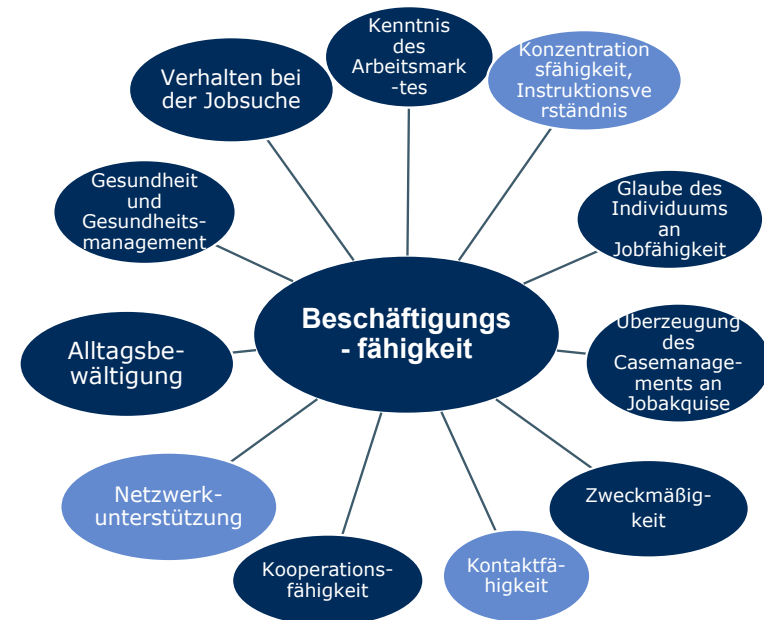 Kenntnis
des
Arbeitsmark
-tes
Konzentration
sfähigkeit,
Instruktionsve
rständnis
Verhalten bei
der Jobsuche
Gesundheit
und
Gesundheits-
management
Glaube des
Individuums
an
Jobfähigkeit
Beschäftigungs
- fähigkeit
Überzeugung
des
Casemanage-
ments an
Jobakquise
Alltagsbe-
wältigung
Netzwerk-
unterstützung
Zweckmäßig-
keit
Kooperations-
fähigkeit
Kontaktfä-
higkeit